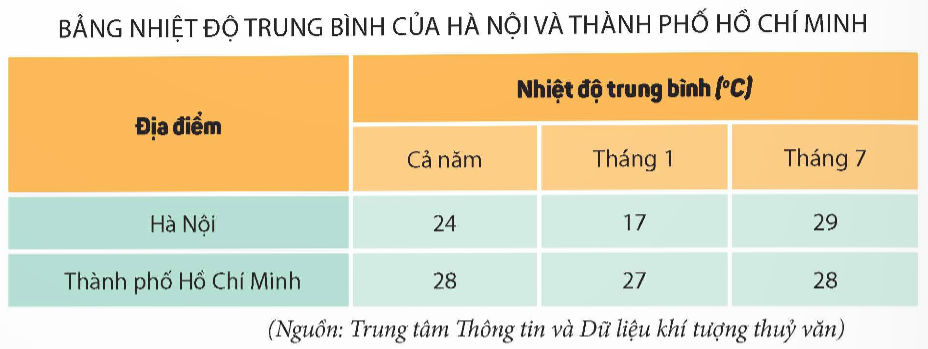 BẢNG NHIỆT ĐỘ TRUNG BÌNH CỦA HÀ NỘI VÀ THÀNH PHỐ HỒ CHÍ MINH
Địa điểm
Nhiệt độ trung bình (°C)
Cả năm Tháng 1 Tháng 7
Hà Nội 24 17 29
Thành phố Hồ Chí Minh 28 27 28
(Nguồn: Trung tâm Thông tin và Dữ liệu khí tượng thuỷ văn)